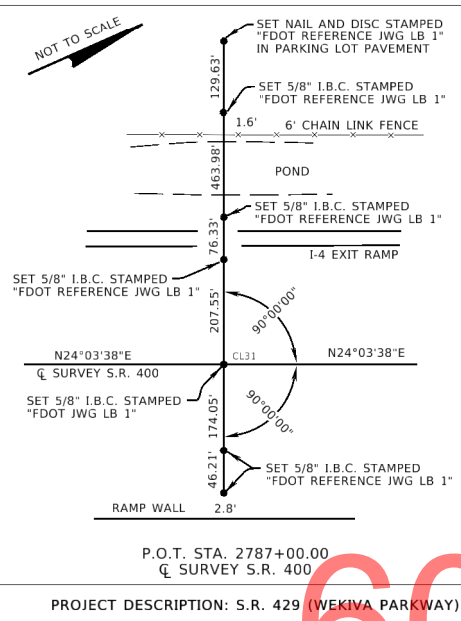 SET NAIL AND DISC STAMPED
"FDOT REFERENCE JWG LB 1"
IN PARKING LOT PAVEMENT
NOT TO SCALE
129.63'
SET 5/8" I.B.C. STAMPED
"FDOT REFERENCE JWG LB 1"
1.6'
6' CHAIN LINK FENCE
463.98'
POND
SET 5/8" I.B.C. STAMPED
"FDOT REFERENCE JWG LB 1"
76.33'
I-4 EXIT RAMP
SET 5/8" I.B.C. STAMPED
"FDOT REFERENCE JWG LB 1"
207.55'
90°00'00"
N24°03'38"E
CL31
N24°03'38"E
℄ SURVEY S.R. 400
SET 5/8" I.B.C. STAMPED
"FDOT JWG LB 1"
174.05'
90°00'00"
46.21'
SET 5/8" I.B.C. STAMPED
"FDOT REFERENCE JWG LB 1"
RAMP WALL
2.8'
P.O.T. STA. 2787+00.00
℄ SURVEY S.R. 400
PROJECT DESCRIPTION: S.R. 429 (WEKIVA PARKWAY)